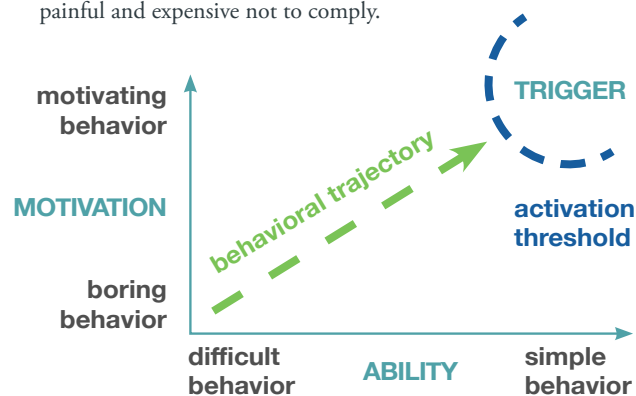 painful and expensive not to comply.
motivating
behavior
TRIGGER
behavioral trajectory
MOTIVATION
activation
threshold
boring
behavior
difficult
behavior
ABILITY
simple
behavior